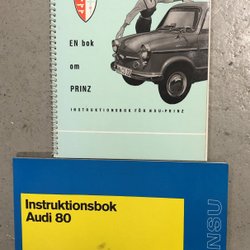 EN bok
om
PRINZ
INSTRUKTIONSBOK FÖR NSU-PRINZ
Instruktionsbok
Audi 80
NSU